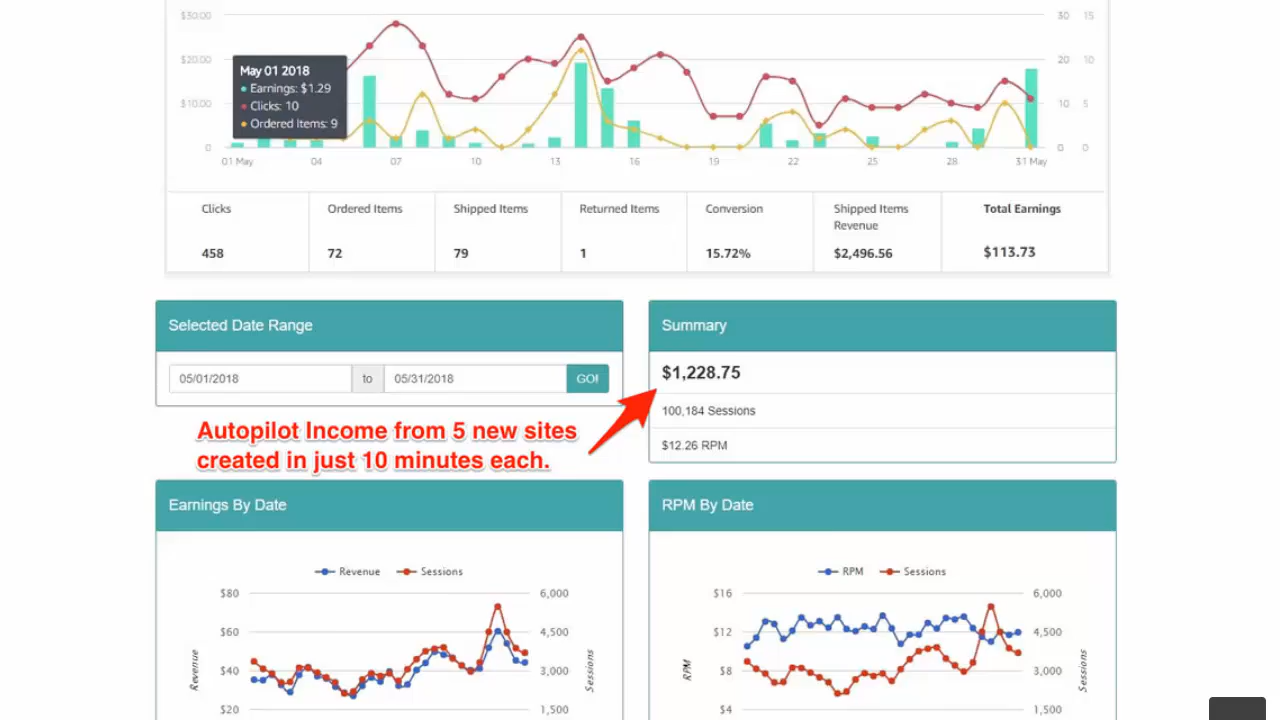 $30.00 30 15
May 01 2018
Earnings: $1.29
Clicks: 10
Ordered Items: 9
$20.00 20 10
$10.00 10 5
0 0 0
01 May 04 07 10 13 16 19 22 25 28 31 May
Clicks Ordered Items Shipped Items Returned Items Conversion Shipped Items Revenue Total Earnings
458 72 79 1 15.72% $2,496.56 $113.73
Selected Date Range
05/01/2018 to 05/31/2018 GO!
Summary
$1,228.75
100,184 Sessions
$12.26 RPM
Autopilot Income from 5 new sites
created in just 10 minutes each.
Earnings By Date
Revenue Sessions
$80 6,000
$60 4,500
$40 3,000
$20 1,500
Revenue
Sessions
RPM By Date
RPM Sessions
$16 6,000
$12 4,500
$8 3,000
$4 1,500
RPM
Sessions